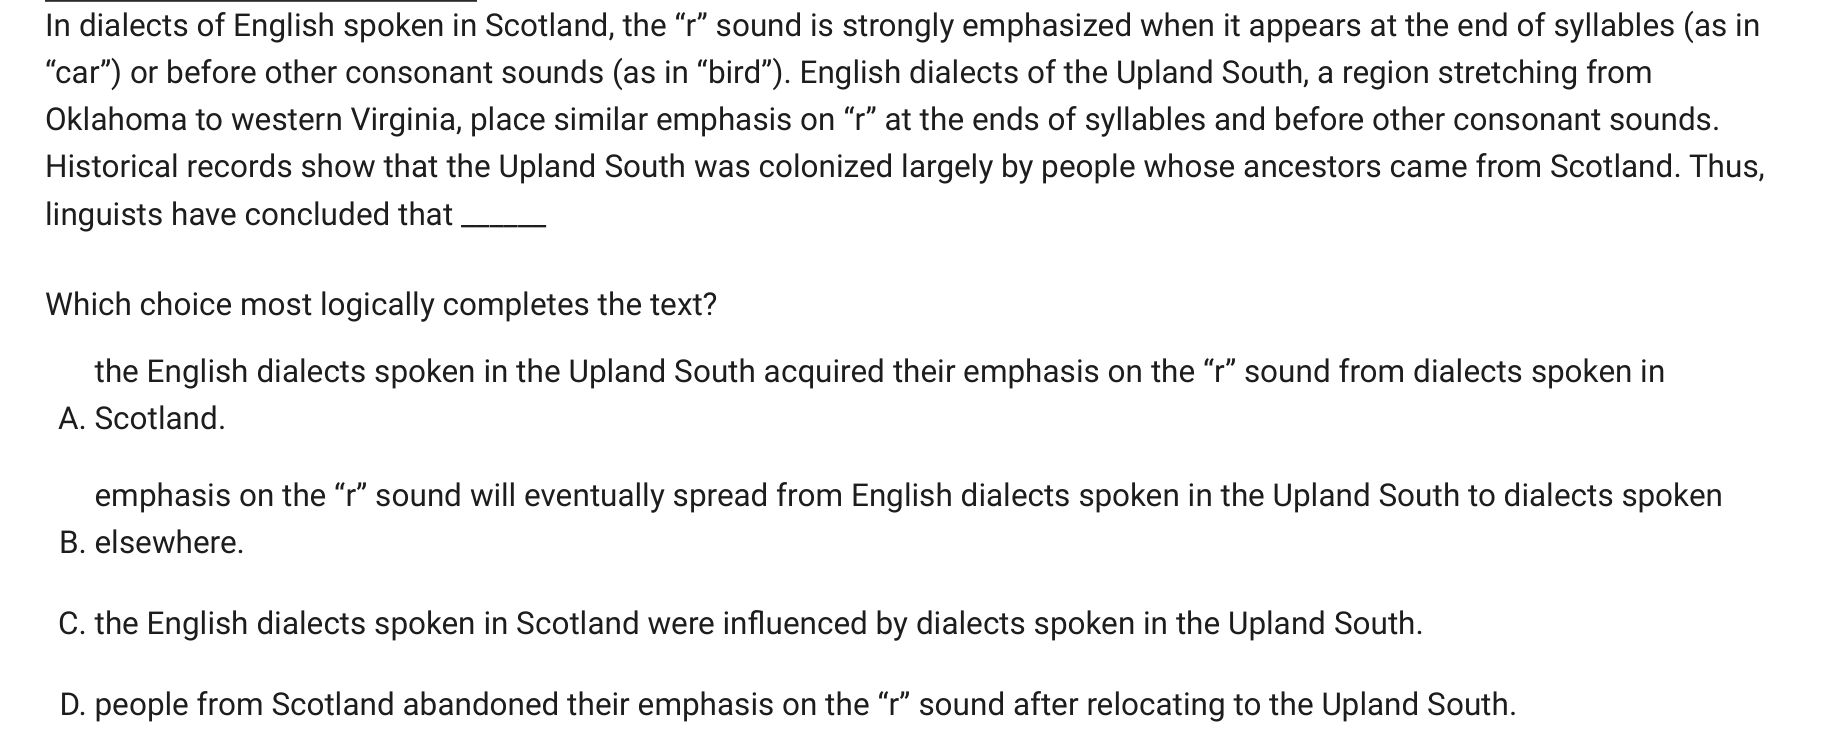 In dialects of English spoken in Scotland, the “r” sound is strongly emphasized when it appears at the end of syllables (as in
“car”) or before other consonant sounds (as in “bird”). English dialects of the Upland South, a region stretching from
Oklahoma to western Virginia, place similar emphasis on “r” at the ends of syllables and before other consonant sounds.
Historical records show that the Upland South was colonized largely by people whose ancestors came from Scotland. Thus,
linguists have concluded that ______
Which choice most logically completes the text?
the English dialects spoken in the Upland South acquired their emphasis on the “r” sound from dialects spoken in
A. Scotland.
emphasis on the “r” sound will eventually spread from English dialects spoken in the Upland South to dialects spoken
B. elsewhere.
C. the English dialects spoken in Scotland were influenced by dialects spoken in the Upland South.
D. people from Scotland abandoned their emphasis on the “r” sound after relocating to the Upland South.